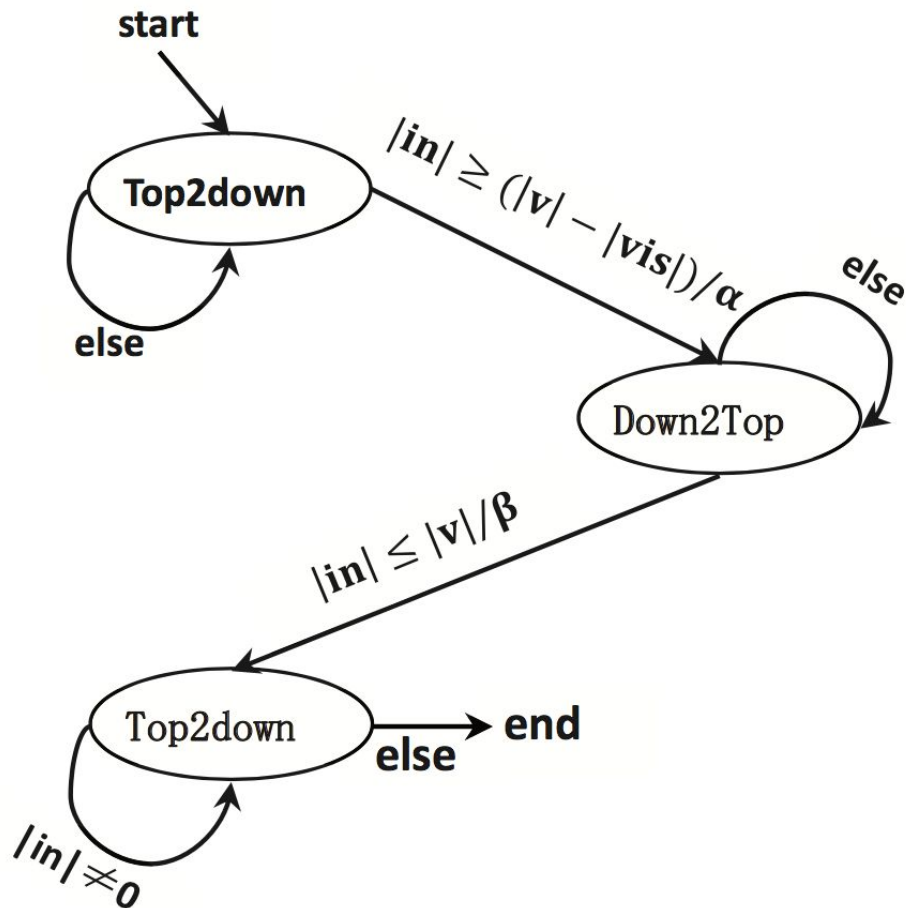 start
Top2down
|in| ≥ (|v| − |vis|)/α
else
else
Down2Top
|in| ≤ |v|/β
Top2down
else
end
|in|≠0